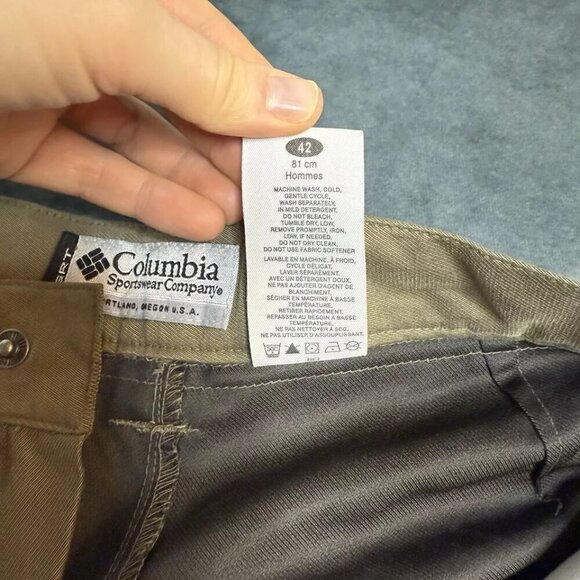 42
81 cm
Hommes
MACHINE WASH, COLD,
GENTLE CYCLE,
WASH SEPARATELY,
IN MILD DETERGENT,
DO NOT BLEACH,
TUMBLE DRY, LOW,
REMOVE PROMPTLY, IRON,
LOW, IF NEEDED,
DO NOT DRY CLEAN,
DO NOT USE FABRIC SOFTENER
LAVABLE EN MACHINE, À FROID,
CYCLE DÉLICAT,
LAVER SÉPARÉMENT,
AVEC UN DÉTERGENT DOUX,
NE PAS AJOUTER D'AGENT DE
BLANCHIMENT,
SÉCHER EN MACHINE À BASSE
TEMPÉRATURE,
RETIRER RAPIDEMENT,
REPASSER AU BESOIN À BASSE
TEMPÉRATURE,
NE PAS NETTOYER À SEC,
NE PAS UTILISER D'ASSOUPLISSANT.
ERT
Columbia
Sportswear Company®
PORTLAND, OREGON U.S.A.